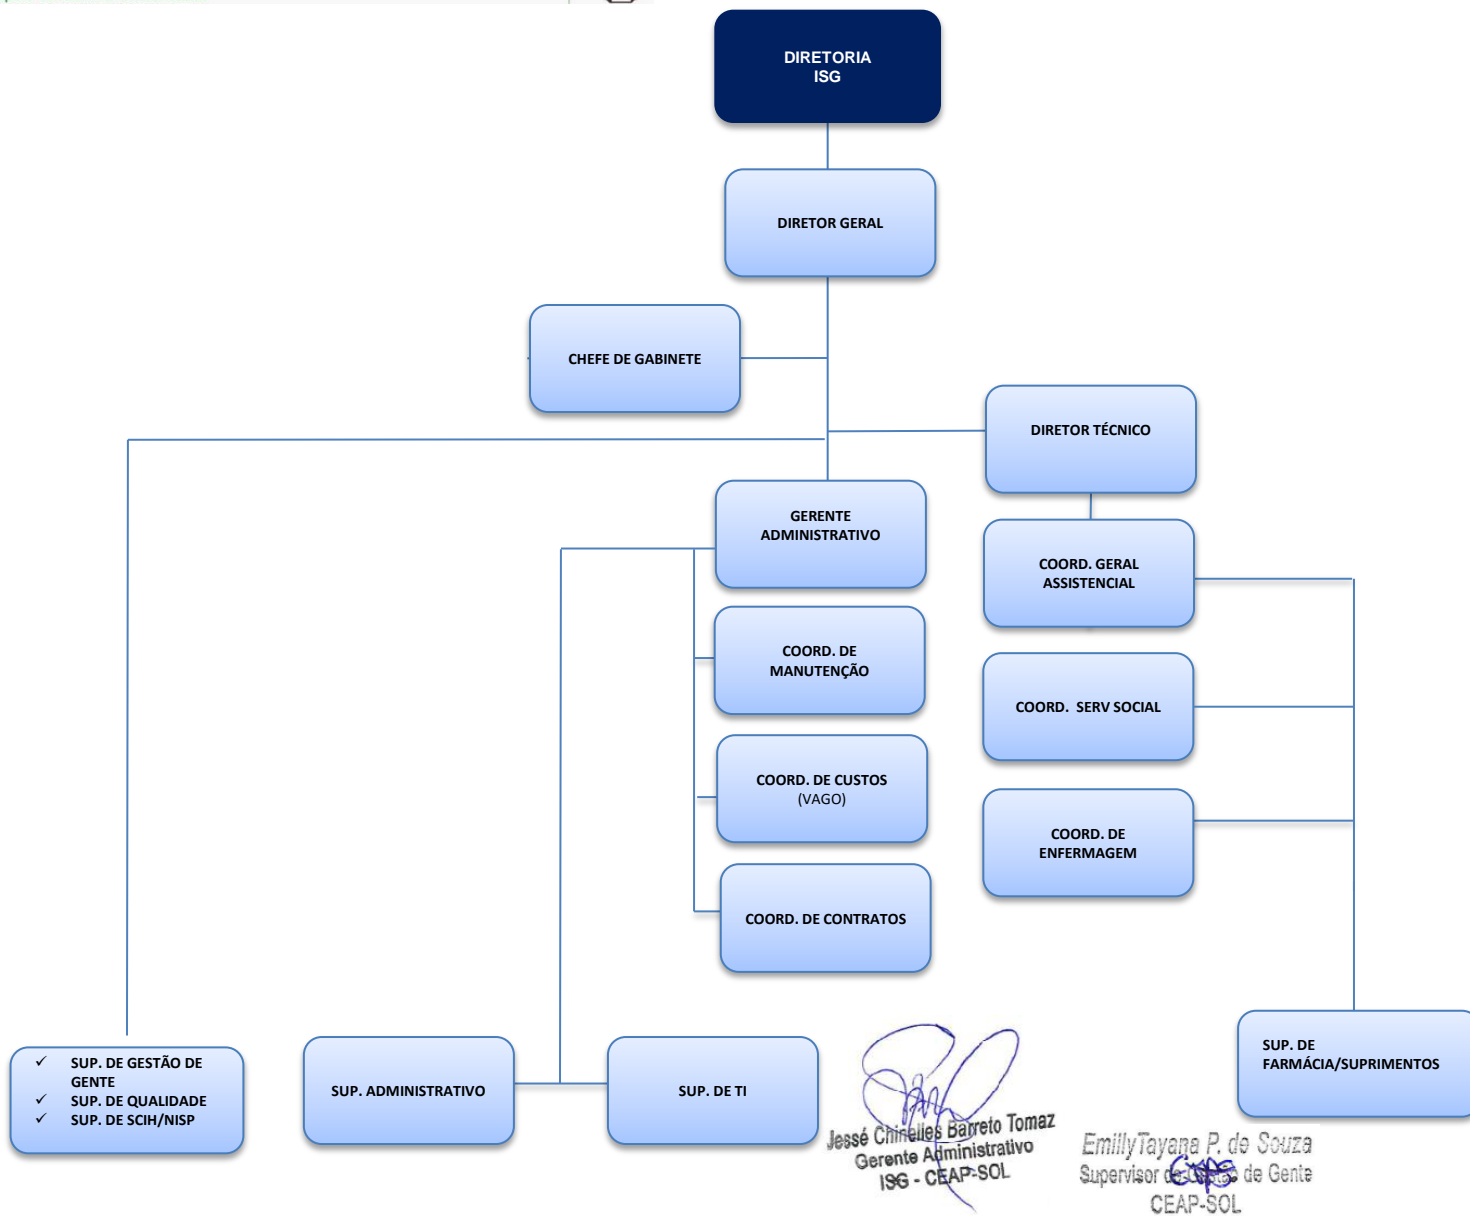 DIRETORIA
ISG
DIRETOR GERAL
CHEFE DE GABINETE
DIRETOR TÉCNICO
GERENTE
ADMINISTRATIVO
COORD. GERAL
ASSISTENCIAL
COORD. DE
MANUTENÇÃO
COORD.  SERV SOCIAL
COORD. DE CUSTOS
(VAGO)
COORD. DE
ENFERMAGEM
COORD. DE CONTRATOS
✓ SUP. DE GESTÃO DE
GENTE
✓ SUP. DE QUALIDADE
✓ SUP. DE SCIH/NISP
SUP. ADMINISTRATIVO
SUP. DE TI
SUP. DE
FARMÁCIA/SUPRIMENTOS
Jessé Chinelles Barreto Tomaz
Gerente Administrativo
ISG - CEAP-SOL
Emilly Tayana P. de Souza
Supervisor de Gestão de Gente
CEAP-SOL